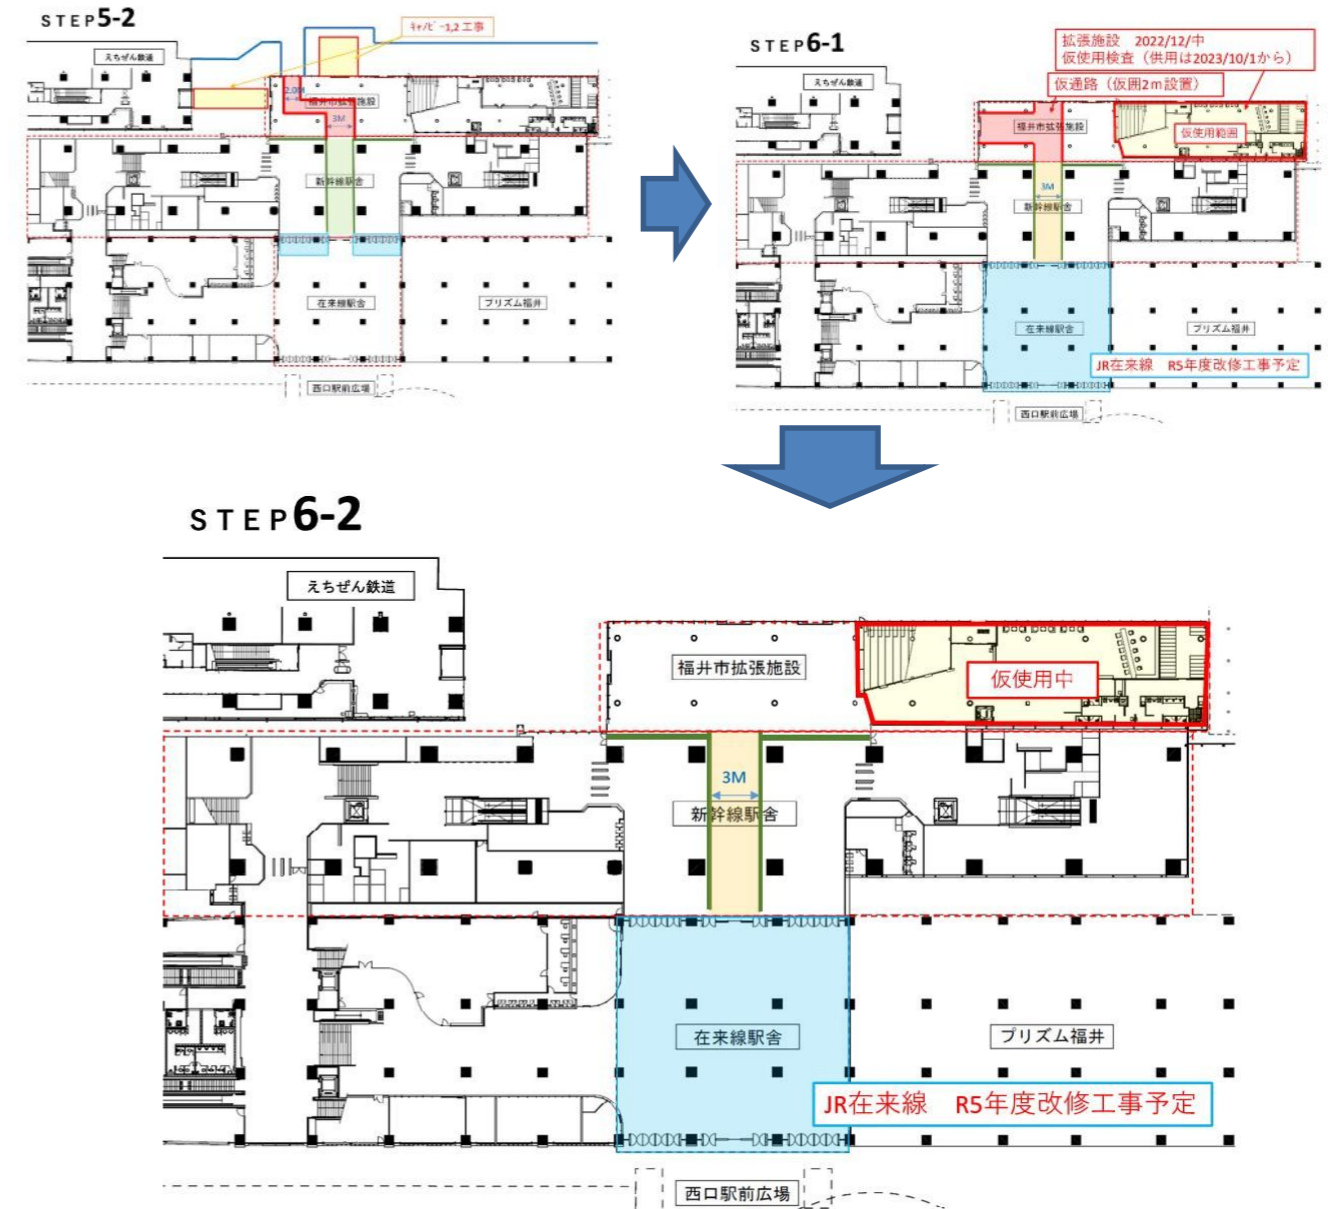 STEP5-2
ｷｬﾉﾋﾟｰ1,2工事
えちぜん鉄道
2.0M
福井市拡張施設
3M
新幹線駅舎
在来線駅舎
プリズム福井
西口駅前広場
STEP6-1
拡張施設　2022/12/中
仮使用検査（供用は2023/10/1から）
仮通路（仮囲2m設置）
えちぜん鉄道
福井市拡張施設
仮使用範囲
3M
新幹線駅舎
在来線駅舎
プリズム福井
JR在来線　R5年度改修工事予定
西口駅前広場
STEP6-2
えちぜん鉄道
福井市拡張施設
仮使用中
3M
新幹線駅舎
在来線駅舎
プリズム福井
JR在来線　R5年度改修工事予定
西口駅前広場